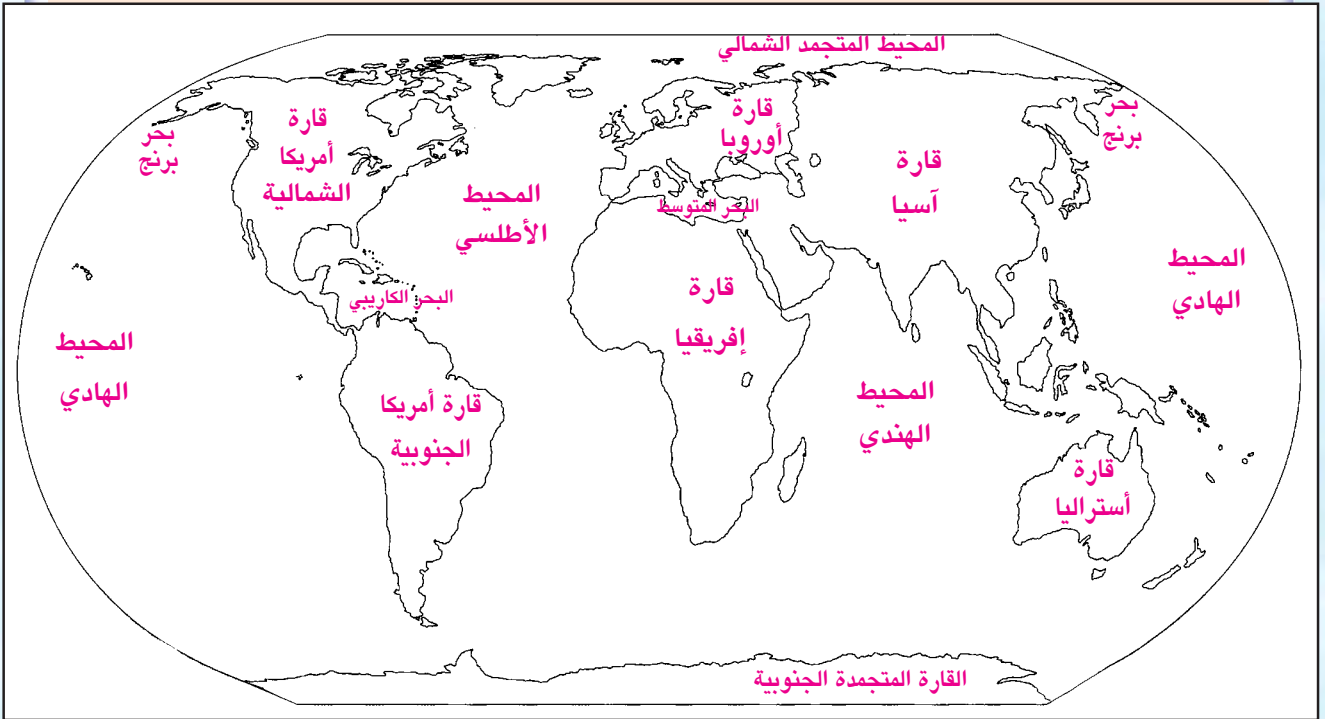 المحيط المتجمد الشمالي
بحر
برنج
قارة
أوروبا
قارة
أمريكا
الشمالية
بحر
برنج
قارة
آسيا
المحيط
الأطلسي
البحر المتوسط
المحيط
الهادي
قارة
إفريقيا
البحر الكاريبي
المحيط
الهادي
المحيط
الهندي
قارة أمريكا
الجنوبية
قارة
أستراليا
القارة المتجمدة الجنوبية